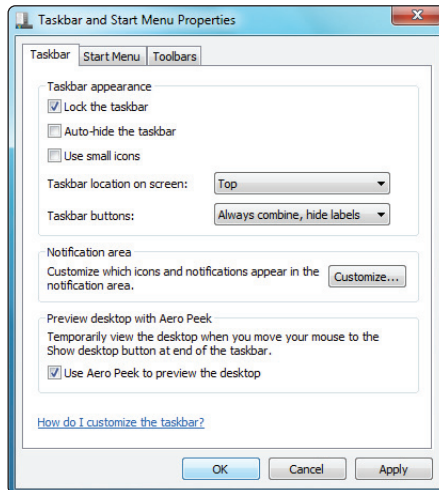 Taskbar and Start Menu Properties
Taskbar Start Menu Toolbars
Taskbar appearance
Lock the taskbar
Auto-hide the taskbar
Use small icons
Taskbar location on screen: Top
Taskbar buttons: Always combine, hide labels
Notification area
Customize which icons and notifications appear in the
notification area.
Customize...
Preview desktop with Aero Peek
Temporarily view the desktop when you move your mouse to the
Show desktop button at end of the taskbar.
Use Aero Peek to preview the desktop
How do I customize the taskbar?
OK Cancel Apply